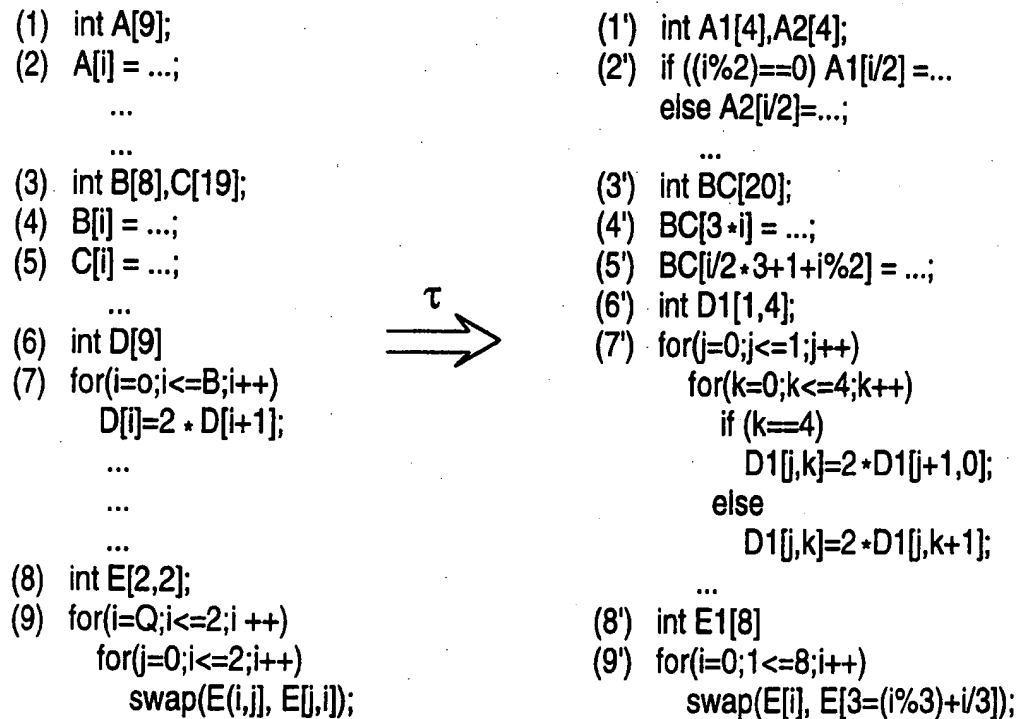 (1) int A[9];
(2) A[i] = ...;
...
...
(3) int B[8],C[19];
(4) B[i] = ...;
(5) C[i] = ...;
...
(6) int D[9]
(7) for(i=o;i<=B;i++)
D[i]=2 * D[i+1];
...
...
...
(8) int E[2,2];
(9) for(i=Q;i<=2;i ++)
for(j=0;i<=2;i++)
swap(E(i,j], E[j,i]);
τ
(1') int A1[4],A2[4];
(2') if ((i%2)==0) A1[i/2] =...
else A2[i/2]=...;
...
(3') int BC[20];
(4') BC[3*i] = ...;
(5') BC[i/2*3+1+i%2] = ...;
(6') int D1[1,4];
(7') for(j=0;j<=1;j++)
for(k=0;k<=4;k++)
if (k==4)
D1[j,k]=2*D1[j+1,0];
else
D1[j,k]=2*D1[j,k+1];
...
(8') int E1[8]
(9') for(i=0;1<=8;i++)
swap(E[i], E[3=(i%3)+i/3]);